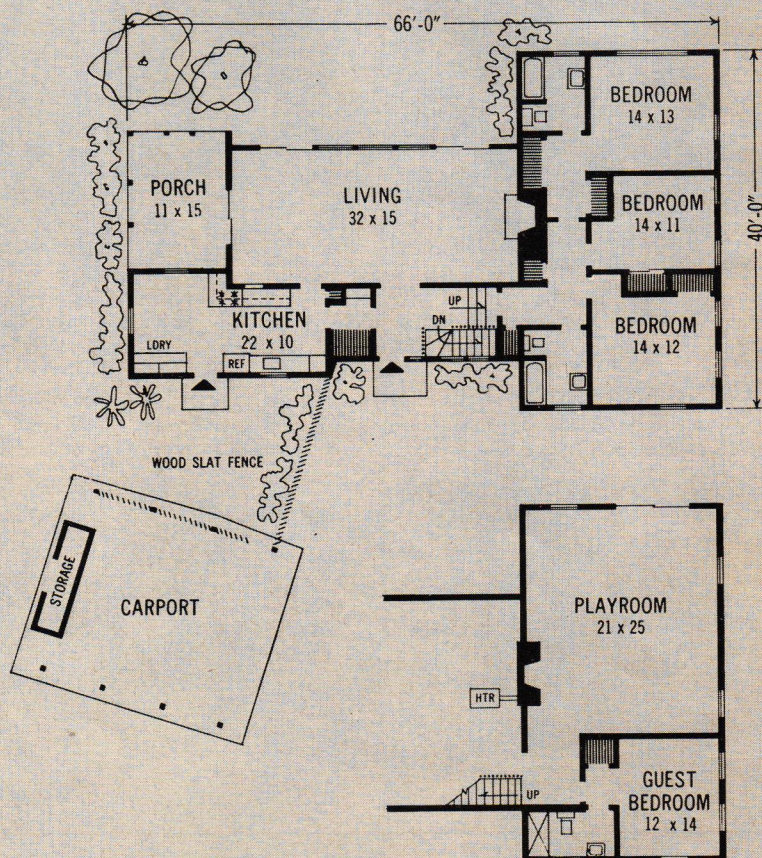 66'-0"
BEDROOM
14 x 13
PORCH
11 x 15
LIVING
32 x 15
BEDROOM
14 x 11
40'-0"
UP
DN
KITCHEN
22 x 10
BEDROOM
14 x 12
LDRY
REF
WOOD SLAT FENCE
STORAGE
CARPORT
PLAYROOM
21 x 25
HTR
UP
GUEST
BEDROOM
12 x 14